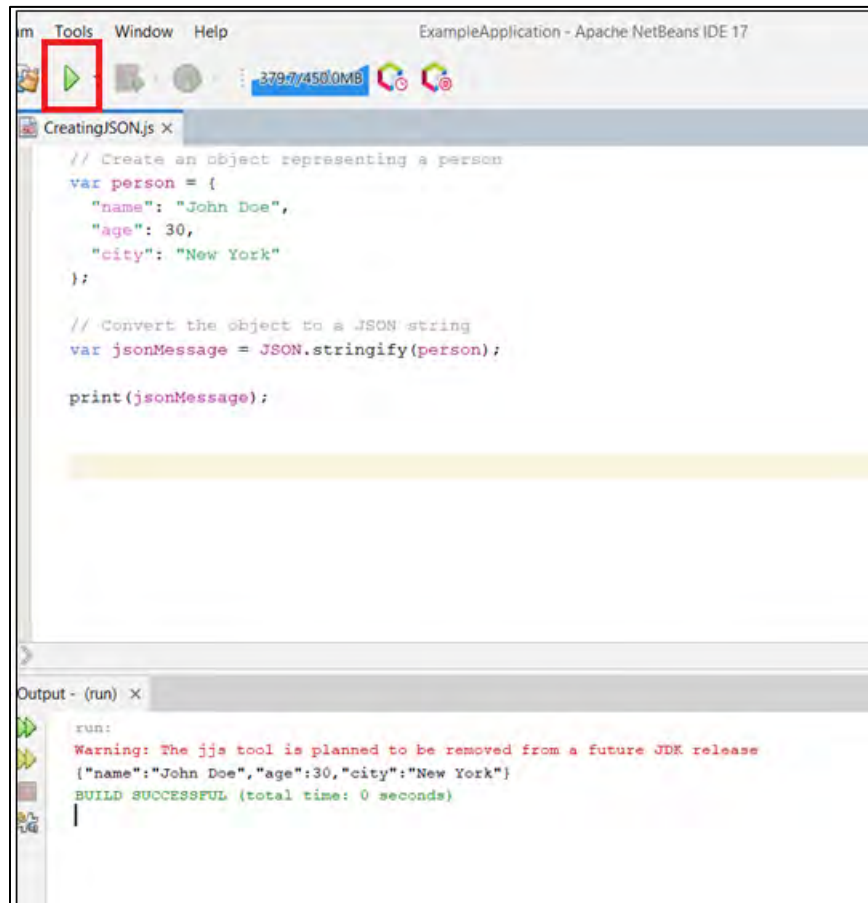 Tools Window Help ExampleApplication - Apache NetBeans IDE 17
379.7/450.0MB
CreatingJSON.js ×
// Create an object representing a person
var person = {
"name": "John Doe",
"age": 30,
"city": "New York"
};
// Convert the object to a JSON string
var jsonMessage = JSON.stringify(person);
print(jsonMessage);
Output - (run) ×
run:
Warning: The jjs tool is planned to be removed from a future JDK release
{"name":"John Doe","age":30,"city":"New York"}
BUILD SUCCESSFUL (total time: 0 seconds)